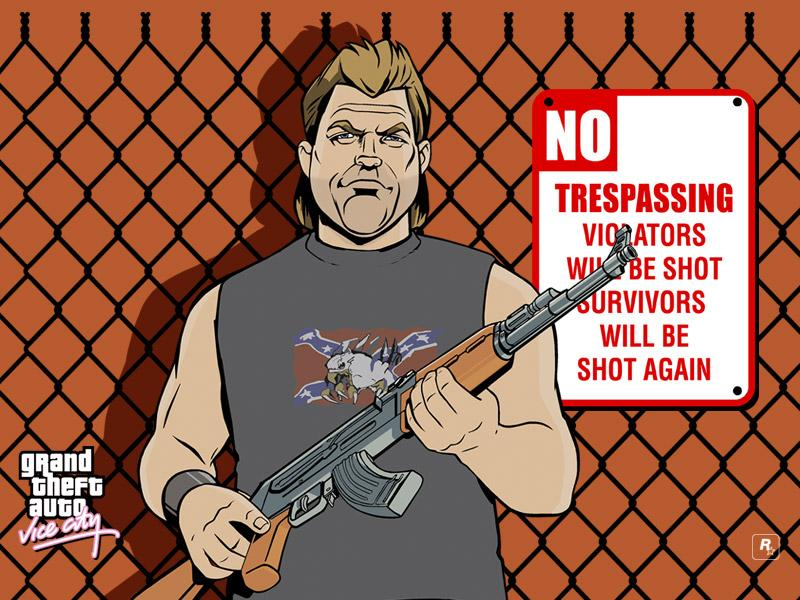 NO
TRESPASSING
VIOLATORS
WILL BE SHOT
SURVIVORS
WILL BE
SHOT AGAIN
grand
theft
auto
vice city
R